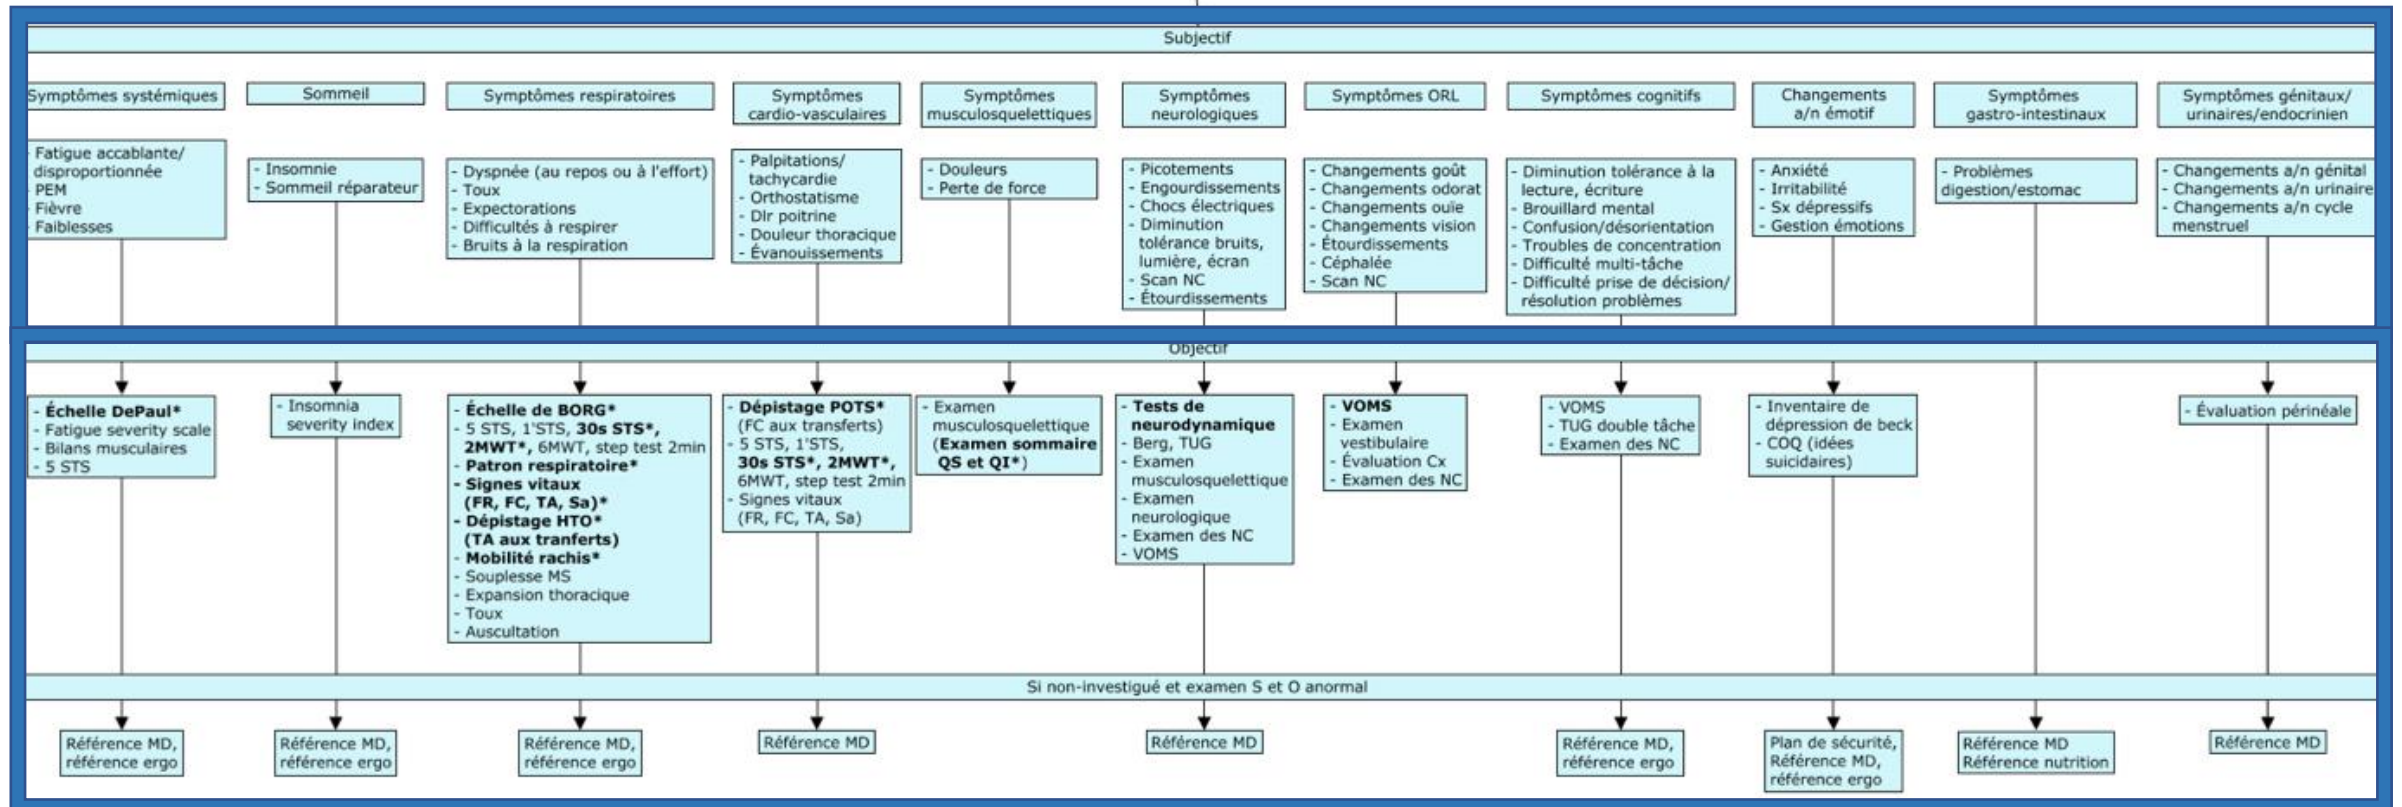 Subjectif
Symptômes systémiques
Sommeil
Symptômes respiratoires
Symptômes
cardio-vasculaires
Symptômes
musculosquelettiques
Symptômes
neurologiques
Symptômes ORL
Symptômes cognitifs
Changements
a/n émotif
Symptômes
gastro-intestinaux
Symptômes génitaux/
urinaires/endocrinien
- Fatigue accablante/
disproportionnée
PEM
Fièvre
Faiblesses
- Insomnie
- Sommeil réparateur
- Dyspnée (au repos ou à l'effort)
- Toux
- Expectorations
- Difficultés à respirer
- Bruits à la respiration
- Palpitations/
tachycardie
- Orthostatisme
- Dlr poitrine
- Douleur thoracique
- Évanouissements
- Douleurs
- Perte de force
- Picotements
- Engourdissements
- Chocs électriques
- Diminution
tolérance bruits,
lumière, écran
- Scan NC
- Étourdissements
- Changements goût
- Changements odorat
- Changements ouïe
- Changements vision
- Étourdissements
- Céphalée
- Scan NC
- Diminution tolérance à la
lecture, écriture
- Brouillard mental
- Confusion/désorientation
- Troubles de concentration
- Difficulté multi-tâche
- Difficulté prise de décision/
résolution problèmes
- Anxiété
- Irritabilité
- Sx dépressifs
- Gestion émotions
- Problèmes
digestion/estomac
- Changements a/n génital
- Changements a/n urinaire
- Changements a/n cycle
menstruel
Objectif
- Échelle DePaul*
- Fatigue severity scale
- Bilans musculaires
- 5 STS
- Insomnia
severity index
- Échelle de BORG*
- 5 STS, 1'STS, 30s STS*,
2MWT*, 6MWT, step test 2min
- Patron respiratoire*
- Signes vitaux
(FR, FC, TA, Sa)*
- Dépistage HTO*
(TA aux tranferts)
- Mobilité rachis*
- Souplesse MS
- Expansion thoracique
- Toux
- Auscultation
- Dépistage POTS*
(FC aux transferts)
- 5 STS, 1'STS,
30s STS*, 2MWT*,
6MWT, step test 2min
- Signes vitaux
(FR, FC, TA, Sa)
- Examen
musculosquelettique
(Examen sommaire
QS et QI*)
- Tests de
neurodynamique
- Berg, TUG
- Examen
musculosquelettique
- Examen
neurologique
- Examen des NC
- VOMS
- VOMS
- Examen
vestibulaire
- Évaluation Cx
- Examen des NC
- VOMS
- TUG double tâche
- Examen des NC
- Inventaire de
dépression de beck
- COQ (idées
suicidaires)
- Évaluation périnéale
Si non-investigué et examen S et O anormal
Référence MD,
référence ergo
Référence MD,
référence ergo
Référence MD,
référence ergo
Référence MD
Référence MD
Référence MD,
référence ergo
Plan de sécurité,
Référence MD,
référence ergo
Référence MD
Référence nutrition
Référence MD